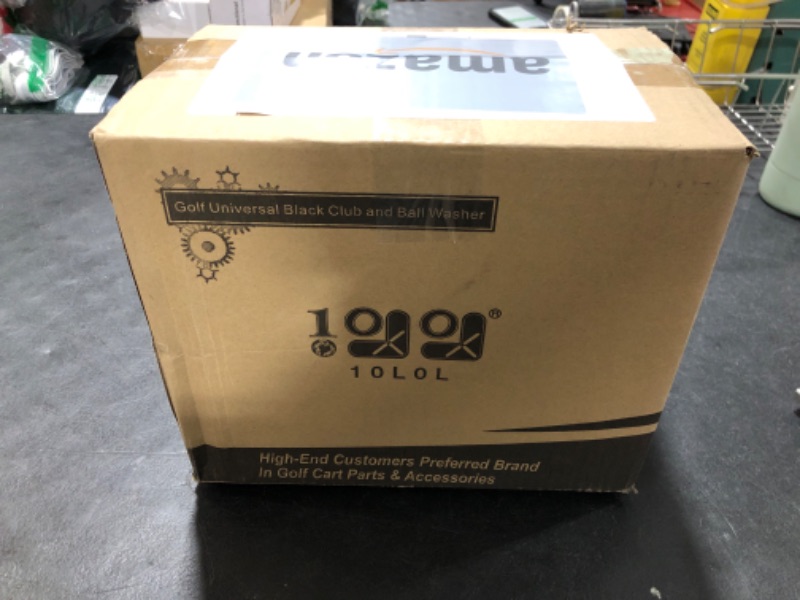 amazon
Golf Universal Black Club and Ball Washer
10L0L
High-End Customers Preferred Brand
In Golf Cart Parts & Accessories